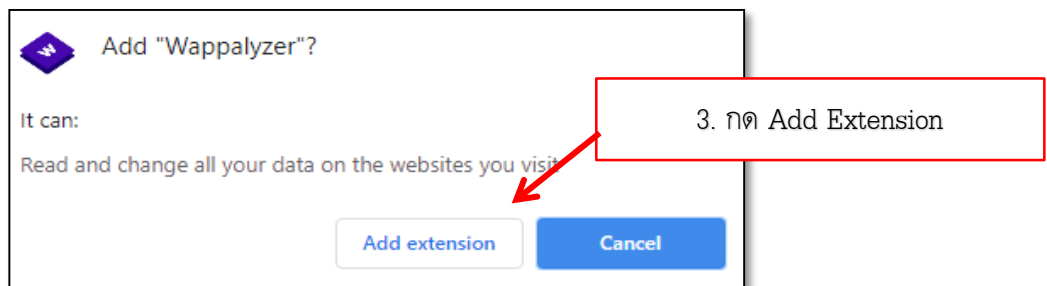 Add "Wappalyzer"?
3. กด Add Extension
It can:
Read and change all your data on the websites you visit
Add extension
Cancel